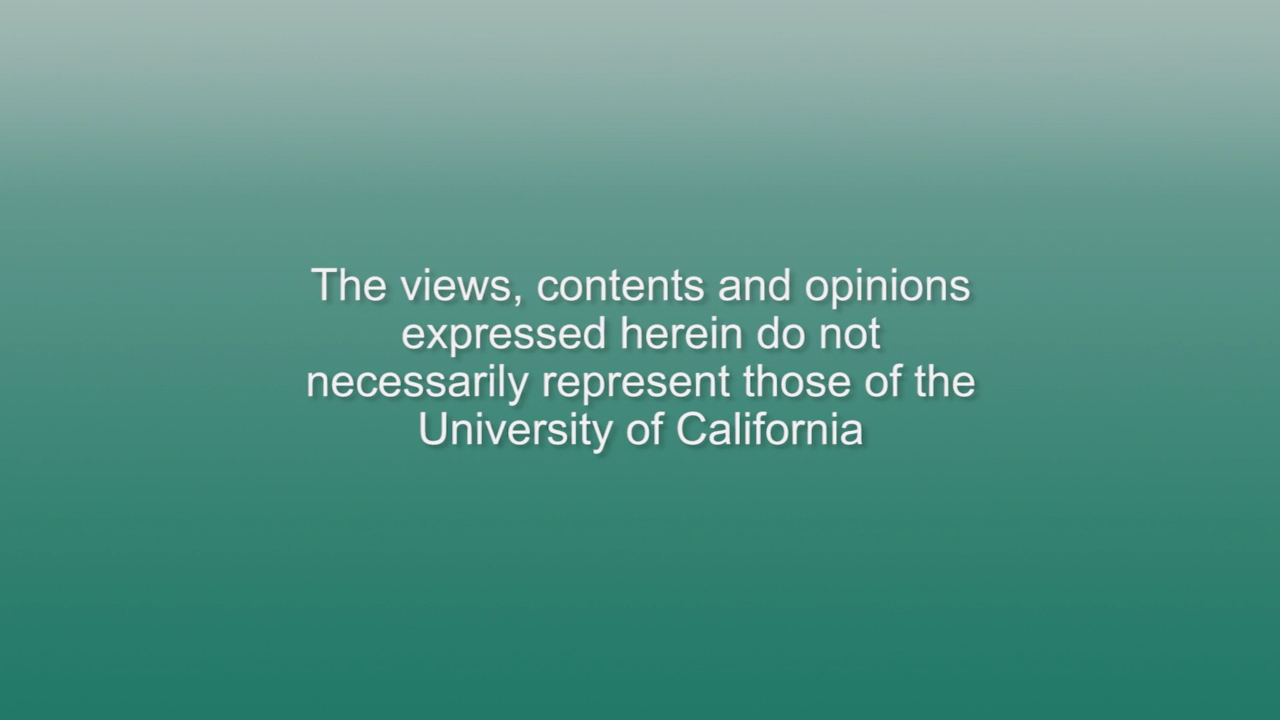 The views, contents and opinions
expressed herein do not
necessarily represent those of the
University of California